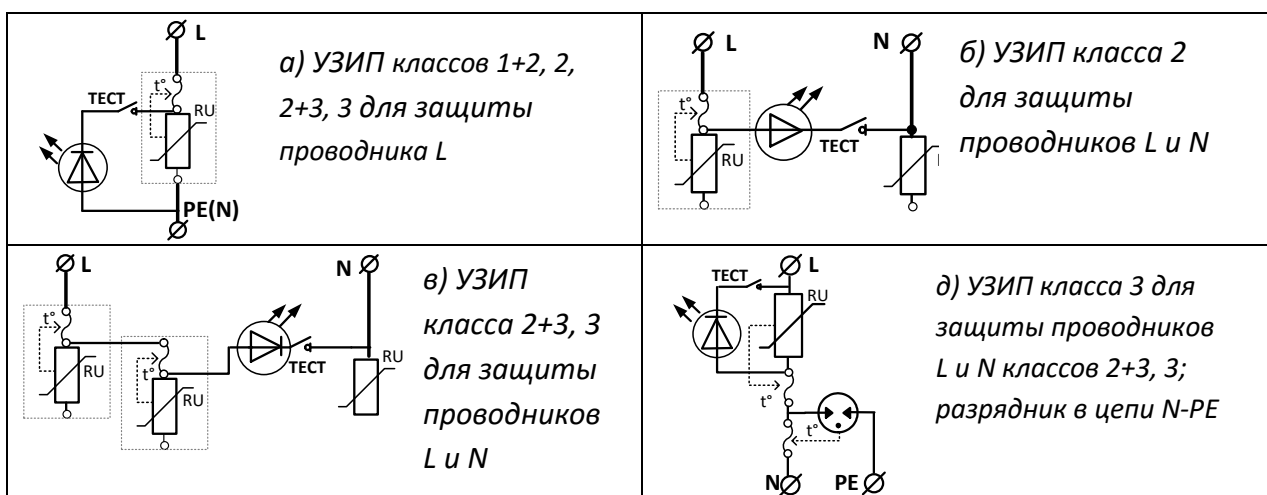 L
t°
ТЕСТ
RU
PE(N)
а) УЗИП классов 1+2, 2,
2+3, 3 для защиты
проводника L
L
N
t°
RU
ТЕСТ
б) УЗИП класса 2
для защиты
проводников L и N
L
N
t°
RU
t°
RU
ТЕСТ
RU
в) УЗИП
класса 2+3, 3
для защиты
проводников
L и N
ТЕСТ
L
RU
t°
t°
N
PE
д) УЗИП класса 3 для
защиты проводников
L и N классов 2+3, 3;
разрядник в цепи N-PE